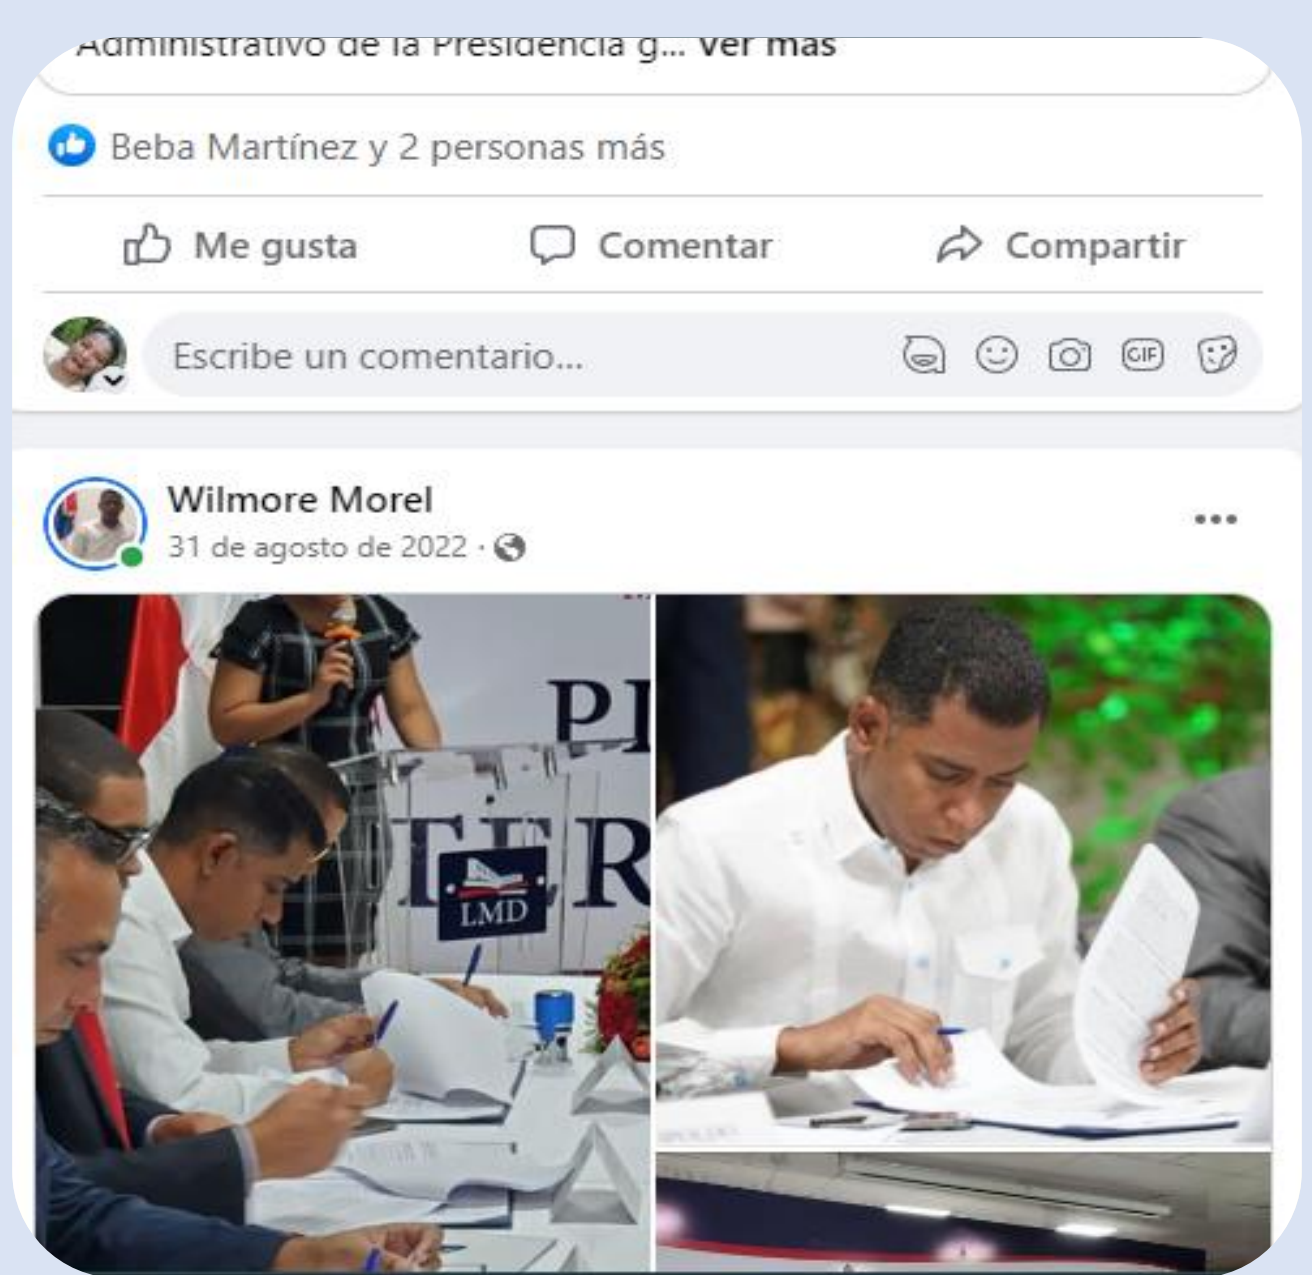 Administrativo de la Presidencia g... Ver más
Beba Martínez y 2 personas más
Me gusta
Comentar
Compartir
Escribe un comentario...
GIF
Wilmore Morel
31 de agosto de 2022 ·
PI
TER
LMD